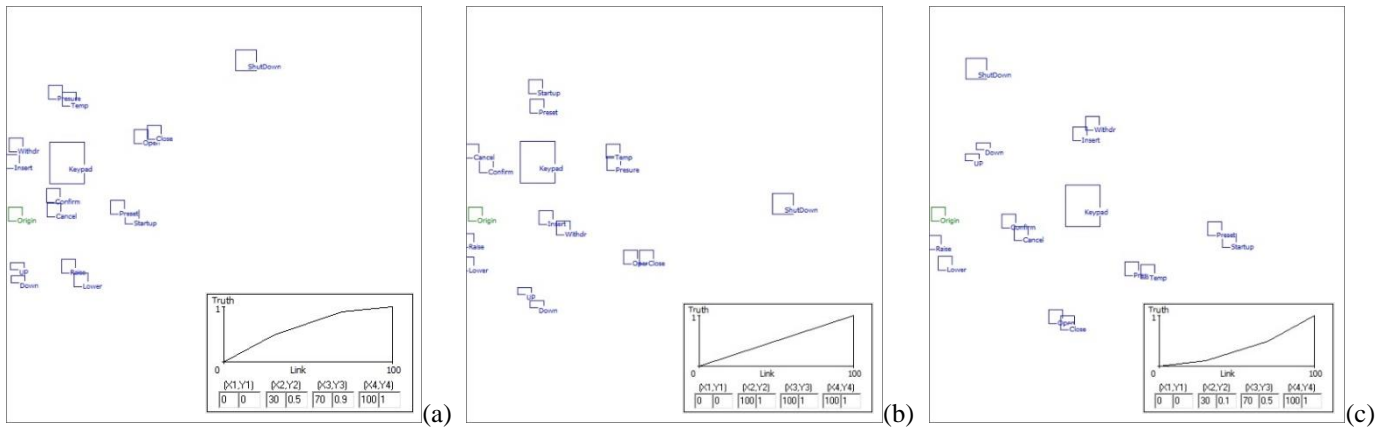 ShutDown
Presure
Temp
Close
Open
Withdr
Insert
Keypad
Confirm
Cancel
Preset
Startup
Origin
UP
Down
Raise
Lower
Truth
1
0 Link 100
(X1,Y1) (X2,Y2) (X3,Y3) (X4,Y4)
0 0 30 0.5 70 0.9 100 1
(a)
Startup
Preset
Cancel
Confirm
Keypad
Temp
Presure
ShutDown
Origin
Insert
Withdr
Raise
Lower
Open Close
UP
Down
Truth
1
0 Link 100
(X1,Y1) (X2,Y2) (X3,Y3) (X4,Y4)
0 0 100 1 100 1 100 1
(b)
ShutDown
Withdr
Insert
Down
UP
Keypad
Origin
Confirm
Cancel
Raise
Lower
Preset
Startup
Temp
Open
Close
Truth
1
0 Link 100
(X1,Y1) (X2,Y2) (X3,Y3) (X4,Y4)
0 0 30 0.1 70 0.5 100 1
(c)